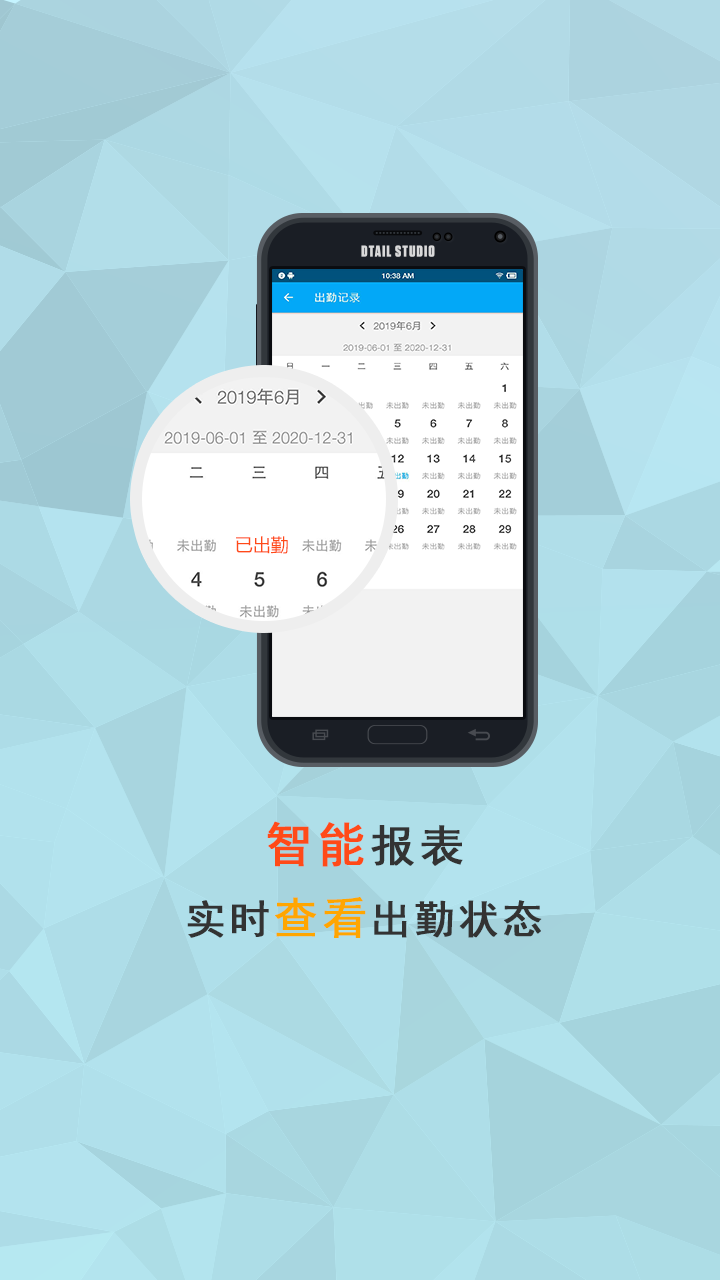 DTAIL STUDIO
10:38 AM
出勤记录
2019年6月
2019-06-01 至 2020-12-31
日 一 二 三 四 五 六
1
未出勤 未出勤 未出勤 未出勤
5 6 7 8
未出勤 未出勤 未出勤 未出勤
12 13 14 15
出勤 未出勤 未出勤 未出勤
9 20 21 22
未出勤 未出勤 未出勤
26 27 28 29
未出勤 未出勤 未出勤
2019年6月
2019-06-01 至 2020-12-31
二 三 四
未出勤 已出勤 未出勤 未
4 5 6
未出勤
智能报表
实时查看出勤状态